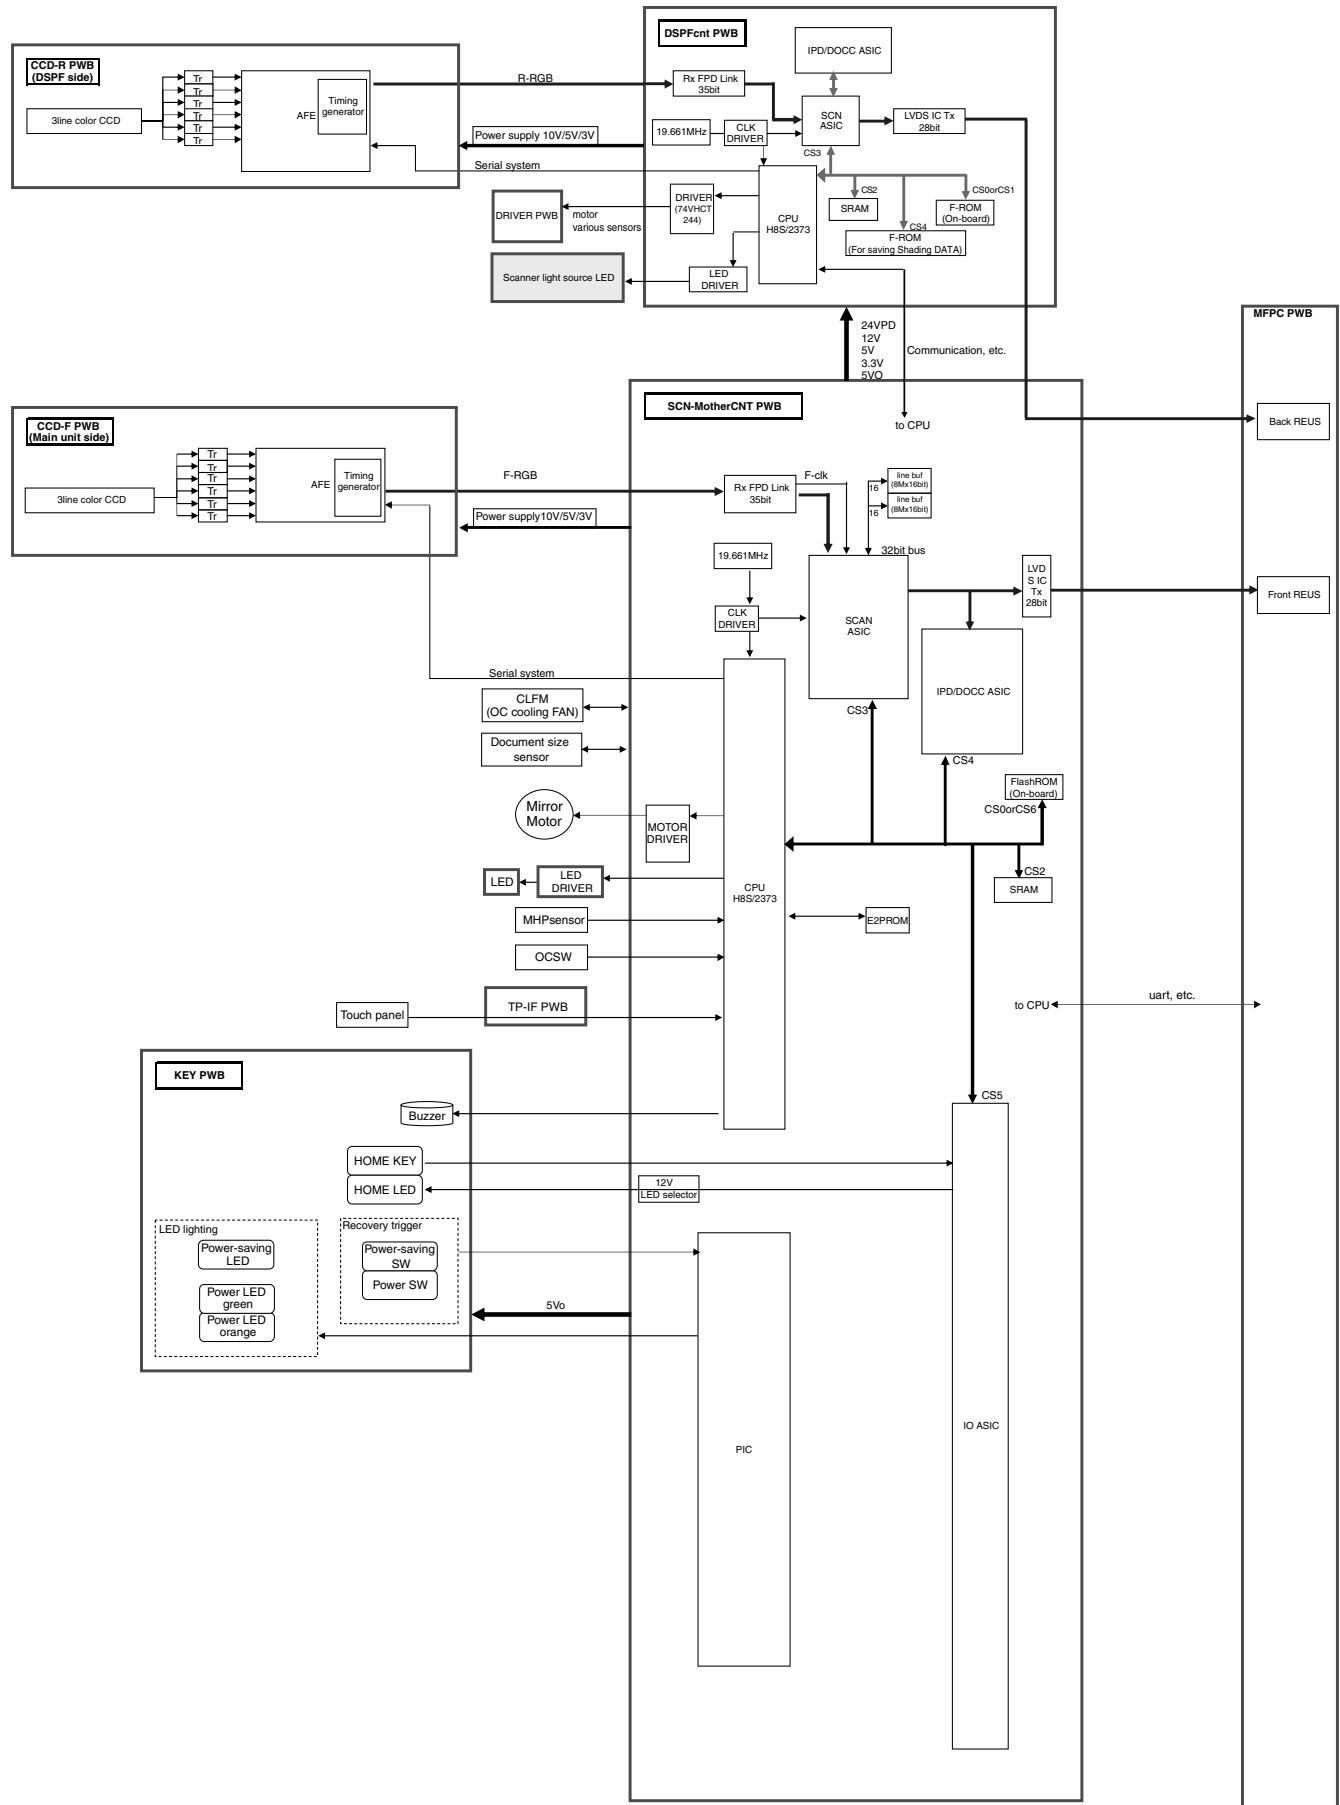 DSPFcnt PWB
IPD/DOCC ASIC
CCD-R PWB
(DSPF side)
Tr
Tr
Tr
Tr
Tr
Tr
3line color CCD
AFE
Timing
generator
R-RGB
Rx FPD Link
35bit
SCN
ASIC
LVDS IC Tx
28bit
Power supply 10V/5V/3V
19.661MHz
CLK
DRIVER
CS3
Serial system
CS2
CS0orCS1
DRIVER PWB
motor
various sensors
DRIVER
(74VHCT
244)
CPU
H8S/2373
SRAM
F-ROM
(On-board)
CS4
F-ROM
(For saving Shading DATA)
Scanner light source LED
LED
DRIVER
MFPC PWB
24VPD
12V
5V
3.3V
5VO
Communication, etc.
SCN-MotherCNT PWB
to CPU
Back REUS
CCD-F PWB
(Main unit side)
Tr
Tr
Tr
Tr
Tr
Tr
3line color CCD
AFE
Timing
generator
F-RGB
Rx FPD Link
35bit
F-clk
line buf
(8Mx16bit)
16
line buf
(8Mx16bit)
16
Power supply10V/5V/3V
32bit bus
19.661MHz
LVD
S IC
Tx
28bit
Front REUS
CLK
DRIVER
SCAN
ASIC
IPD/DOCC ASIC
Serial system
CLFM
(OC cooling FAN)
CS3
Document size
sensor
CS4
FlashROM
(On-board)
CS0orCS6
Mirror
Motor
MOTOR
DRIVER
LED
LED
DRIVER
CPU
H8S/2373
CS2
SRAM
MHPsensor
E2PROM
OCSW
TP-IF PWB
Touch panel
to CPU
uart, etc.
KEY PWB
CS5
Buzzer
HOME KEY
HOME LED
12V
LED selector
LED lighting
Power-saving
LED
Power LED
green
Power LED
orange
Recovery trigger
Power-saving
SW
Power SW
5Vo
PIC
IO ASIC